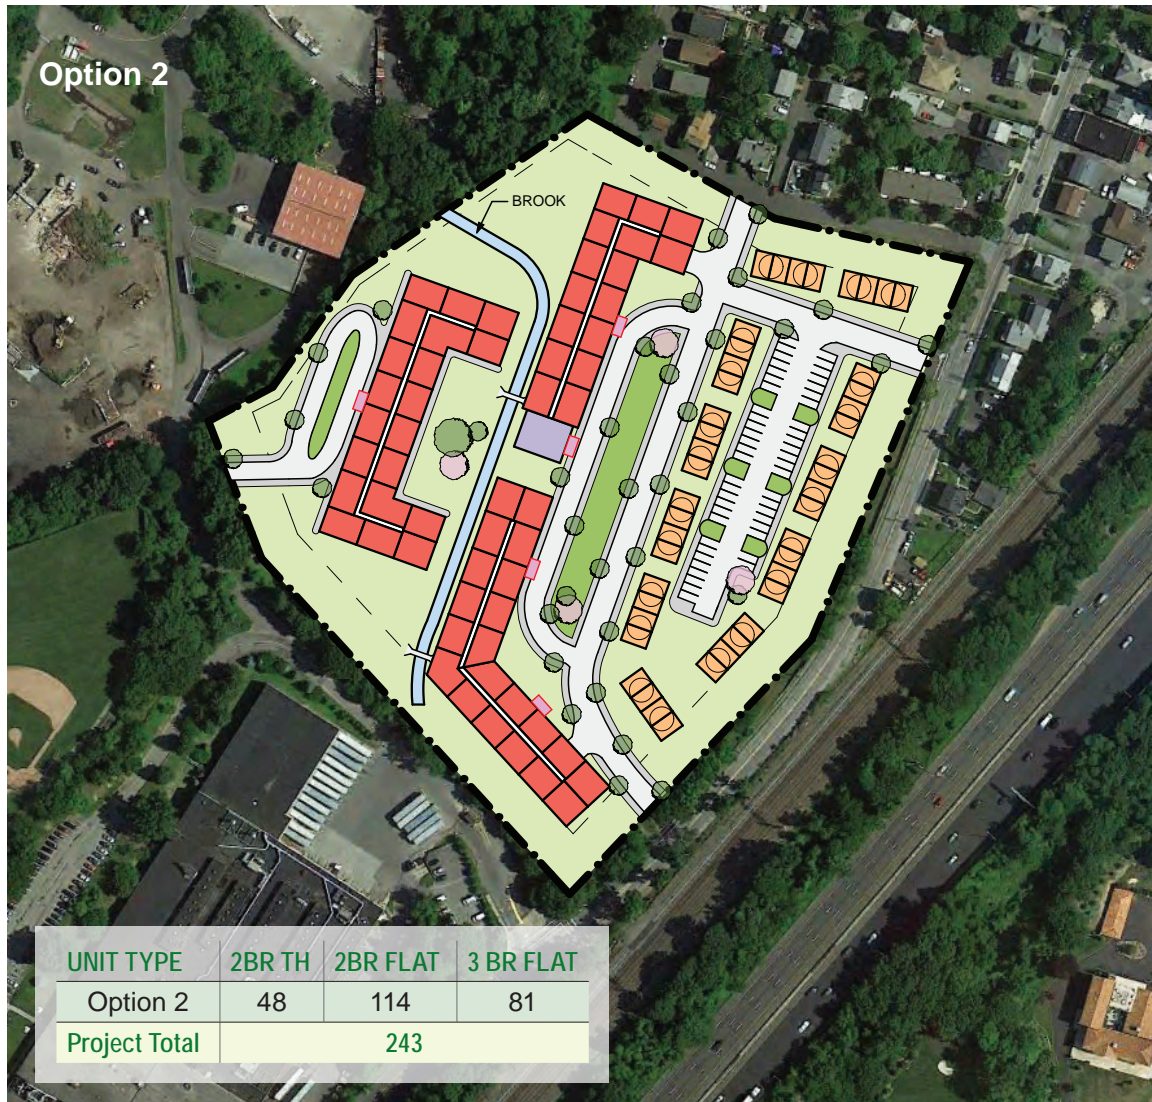 Option 2
BROOK
UNIT TYPE 2BR TH 2BR FLAT 3 BR FLAT
Option 2 48 114 81
Project Total 243